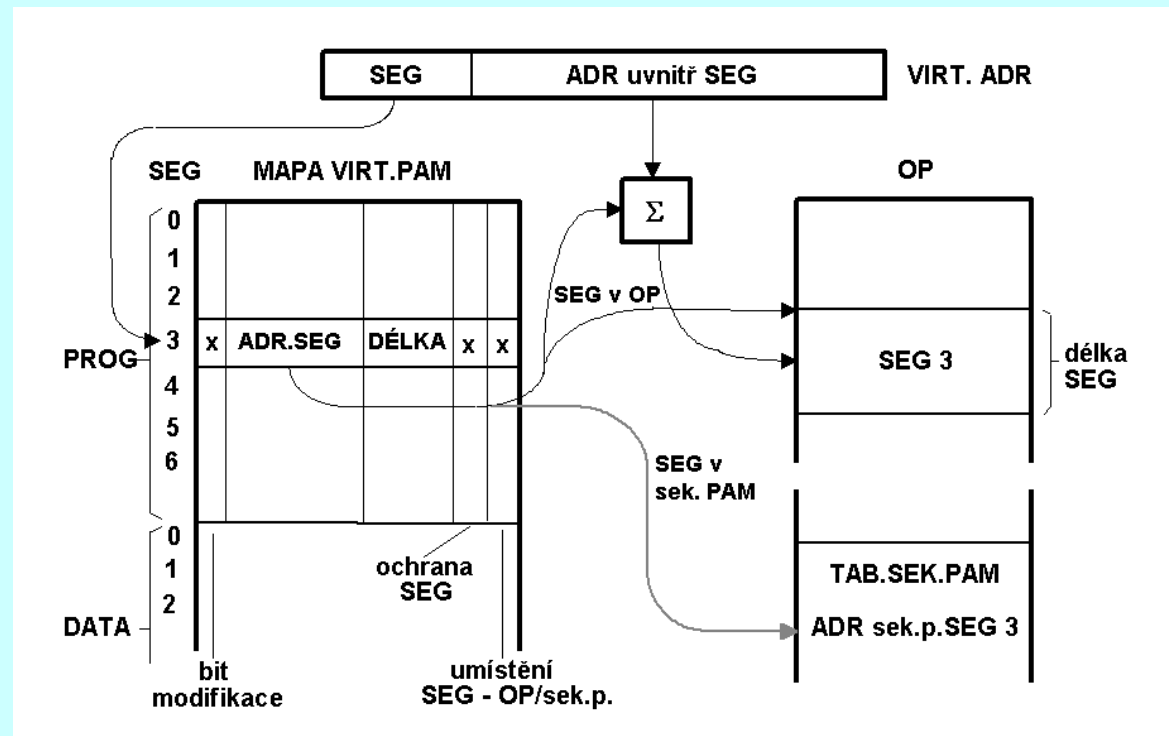 SEG ADR uvnitř SEG VIRT. ADR
SEG MAPA VIRT.PAM OP
Σ
0
1
2
3
4
5
6
PROG
x ADR.SEG DÉLKA x x
SEG v OP
SEG 3
délka
SEG
SEG v
sek. PAM
0
1
2
DATA
ochrana
SEG
TAB.SEK.PAM
ADR sek.p.SEG 3
bit
modifikace
umístění
SEG - OP/sek.p.